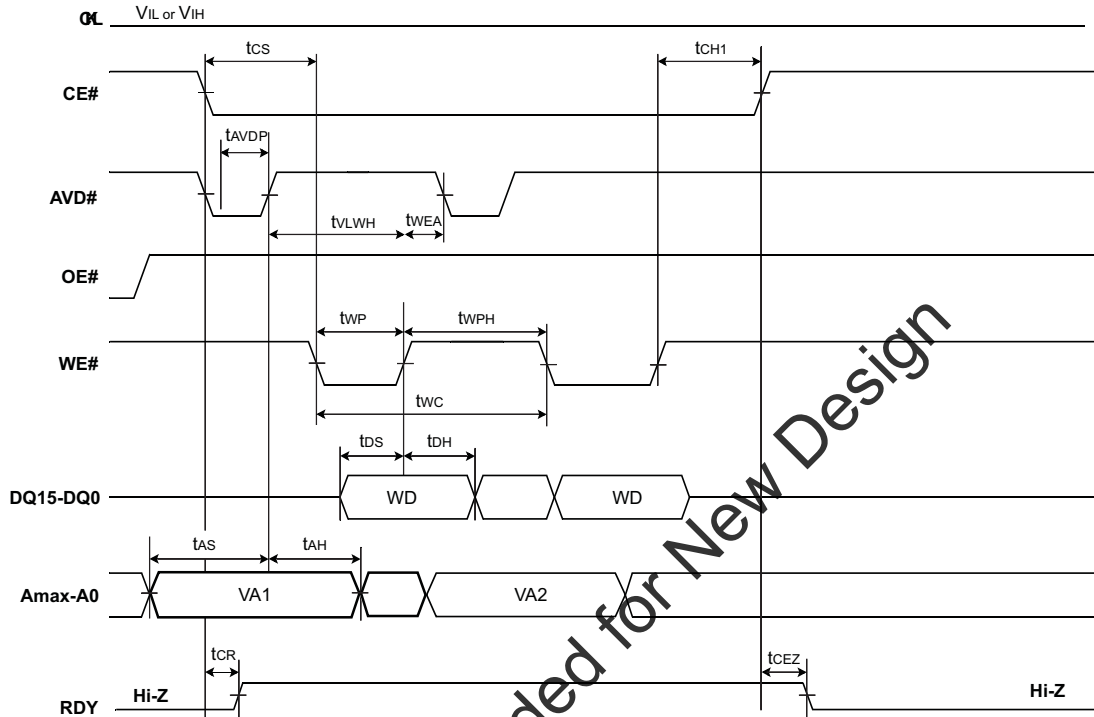 VIL or VIH
tCS
tCH1
CE#
tAVDP
AVD#
tVLWH
tWEA
OE#
tWP
tWPH
WE#
tWC
tDS
tDH
DQ15-DQ0
WD
WD
tAS
tAH
Amax-A0
VA1
VA2
tCR
tCEZ
RDY
Hi-Z
Hi-Z
ded for New Design